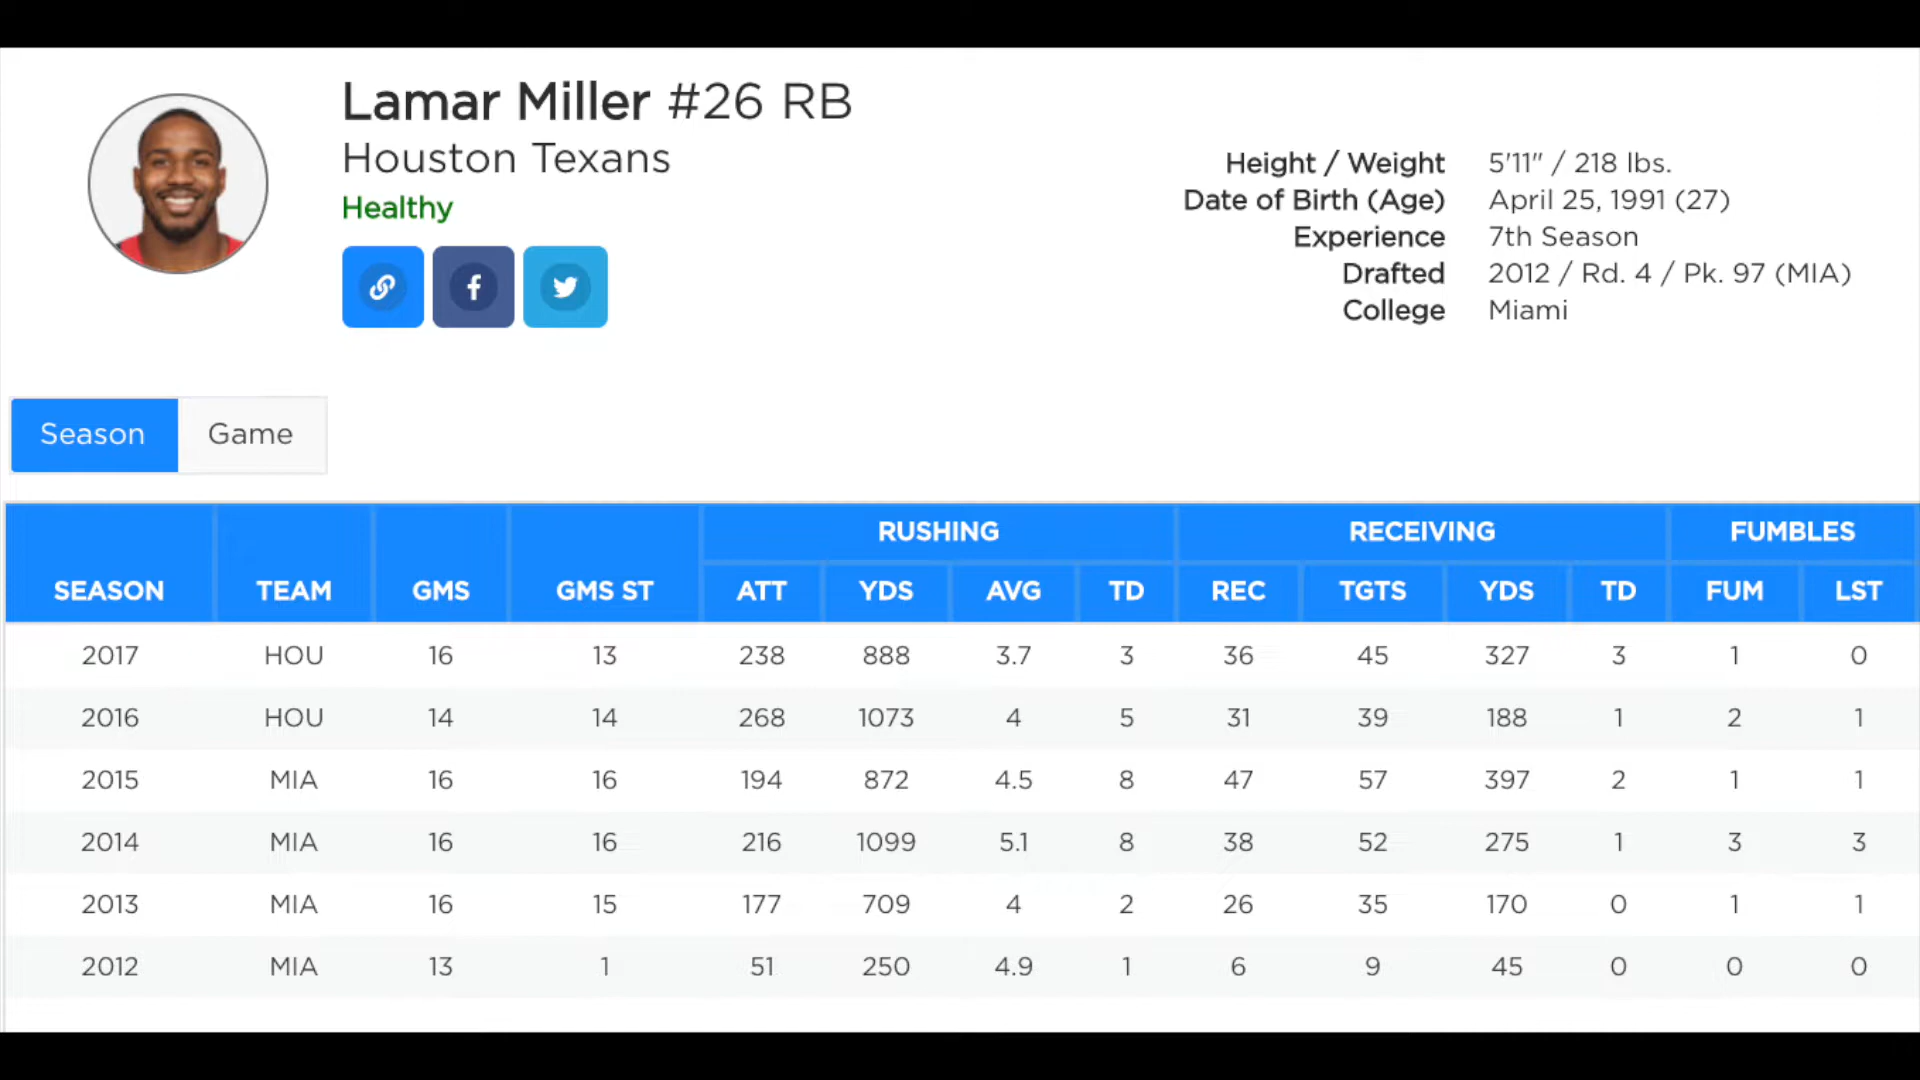 Lamar Miller #26 RB
Houston Texans
Healthy
Height / Weight 5'11" / 218 lbs.
Date of Birth (Age) April 25, 1991 (27)
Experience 7th Season
Drafted 2012 / Rd. 4 / Pk. 97 (MIA)
College Miami
Season Game
RUSHING RECEIVING FUMBLES
SEASON TEAM GMS GMS ST ATT YDS AVG TD REC TGTS YDS TD FUM LST
2017 HOU 16 13 238 888 3.7 3 36 45 327 3 1 0
2016 HOU 14 14 268 1073 4 5 31 39 188 1 2 1
2015 MIA 16 16 194 872 4.5 8 47 57 397 2 1 1
2014 MIA 16 16 216 1099 5.1 8 38 52 275 1 3 3
2013 MIA 16 15 177 709 4 2 26 35 170 0 1 1
2012 MIA 13 1 51 250 4.9 1 6 9 45 0 0 0